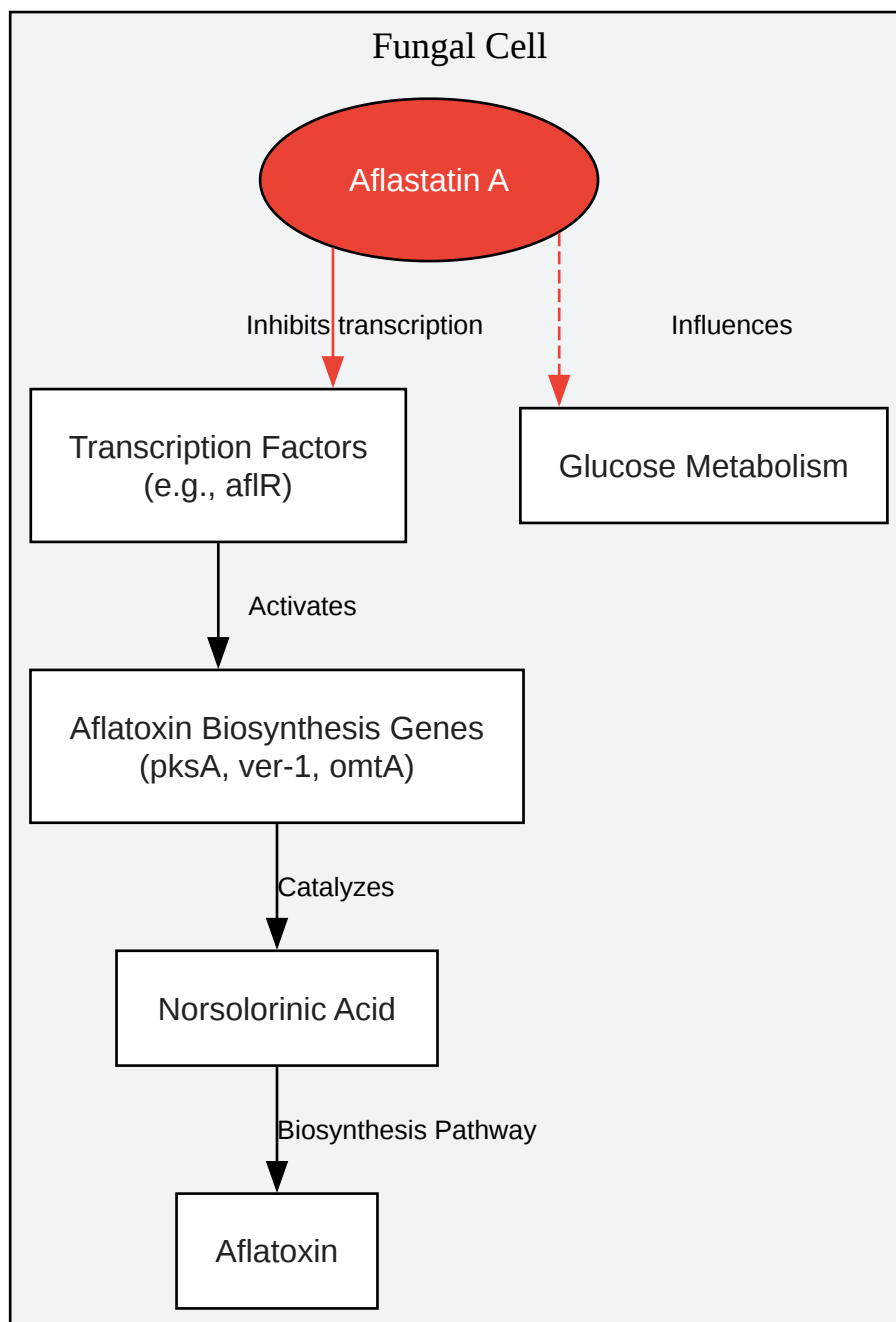 Fungal Cell
Aflastatin A
Inhibits transcription
Influences
Transcription Factors
(e.g., aflR)
Glucose Metabolism
Activates
Aflatoxin Biosynthesis Genes
(pksA, ver-1, omtA)
Catalyzes
Norsolorinic Acid
Biosynthesis Pathway
Aflatoxin